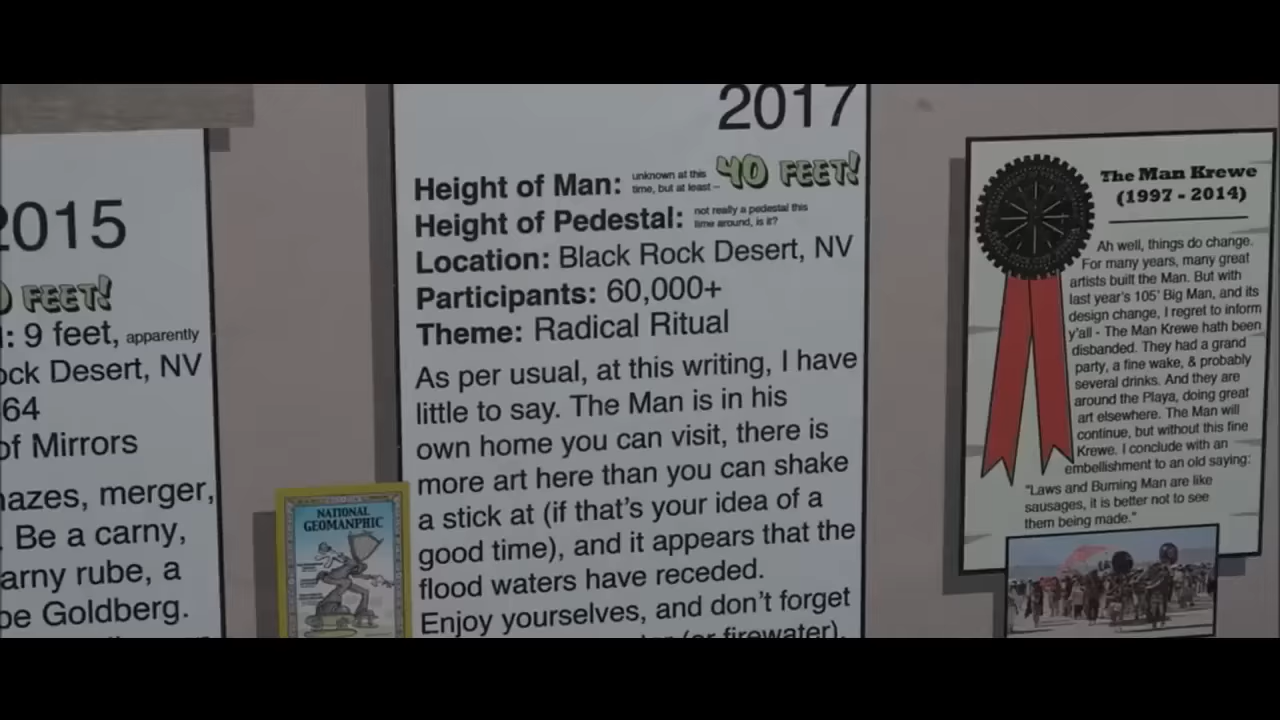 2015
FEET!
: 9 feet, apparently
ck Desert, NV
64
of Mirrors
azes, merger,
Be a carny,
arny rube, a
be Goldberg.
NATIONAL
GEOMANPHIC
2017
Height of Man: unknown at this time, but at least – 40 FEET!
Height of Pedestal: not really a pedestal this time around, is it?
Location: Black Rock Desert, NV
Participants: 60,000+
Theme: Radical Ritual
As per usual, at this writing, I have
little to say. The Man is in his
own home you can visit, there is
more art here than you can shake
a stick at (if that's your idea of a
good time), and it appears that the
flood waters have receded.
Enjoy yourselves, and don't forget
(or firewater).
The Man Krewe
(1997 - 2014)
Ah well, things do change.
For many years, many great
artists built the Man. But with
last year's 105' Big Man, and its
design change, I regret to inform
y'all - The Man Krewe hath been
disbanded. They had a grand
party, a fine wake, & probably
several drinks. And they are
around the Playa, doing great
art elsewhere. The Man will
continue, but without this fine
Krewe. I conclude with an
embellishment to an old saying:
"Laws and Burning Man are like
sausages, it is better not to see
them being made."